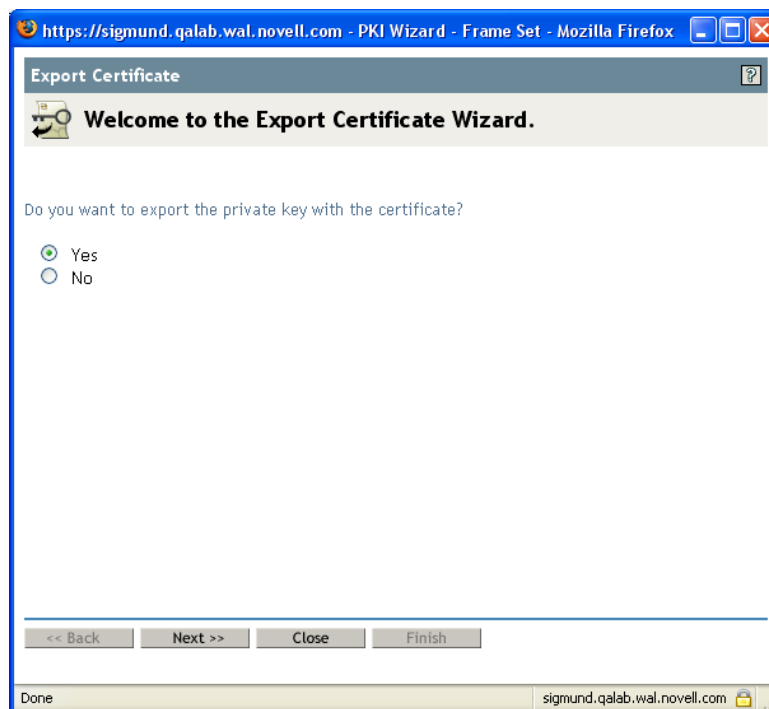 https://sigmund.qalab.wal.novell.com - PKI Wizard - Frame Set - Mozilla Firefox
Export Certificate
?
Welcome to the Export Certificate Wizard.
Do you want to export the private key with the certificate?
Yes
No
<< Back Next >> Close Finish
Done sigmund.qalab.wal.novell.com